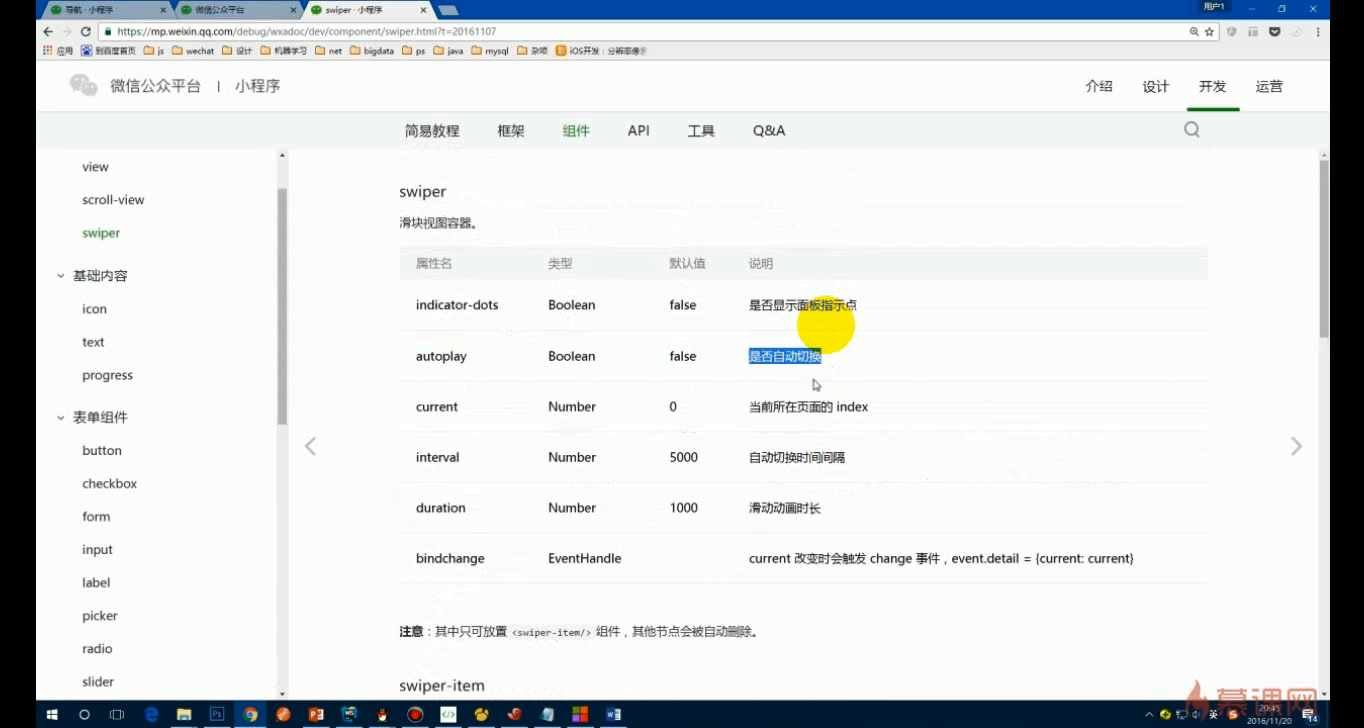 导航 · 小程序
微信公众平台
swiper · 小程序
用户1
https://mp.weixin.qq.com/debug/wxadoc/dev/component/swiper.html?t=20161107
应用 到百度首页 js wechat 设计 机器学习 net bigdata ps java mysql 杂项 iOS开发：分辨率像素
微信公众平台 | 小程序
介绍 设计 开发 运营
简易教程 框架 组件 API 工具 Q&A
view
scroll-view
swiper
基础内容
icon
text
progress
表单组件
button
checkbox
form
input
label
picker
radio
slider
swiper
滑块视图容器。
属性名 类型 默认值 说明
indicator-dots Boolean false 是否显示面板指示点
autoplay Boolean false 是否自动切换
current Number 0 当前所在页面的 index
interval Number 5000 自动切换时间间隔
duration Number 1000 滑动动画时长
bindchange EventHandle current 改变时会触发 change 事件，event.detail = {current: current}
注意：其中只可放置 <swiper-item/> 组件，其他节点会被自动删除。
swiper-item
慕课网
英
20:45
2016/11/20
14